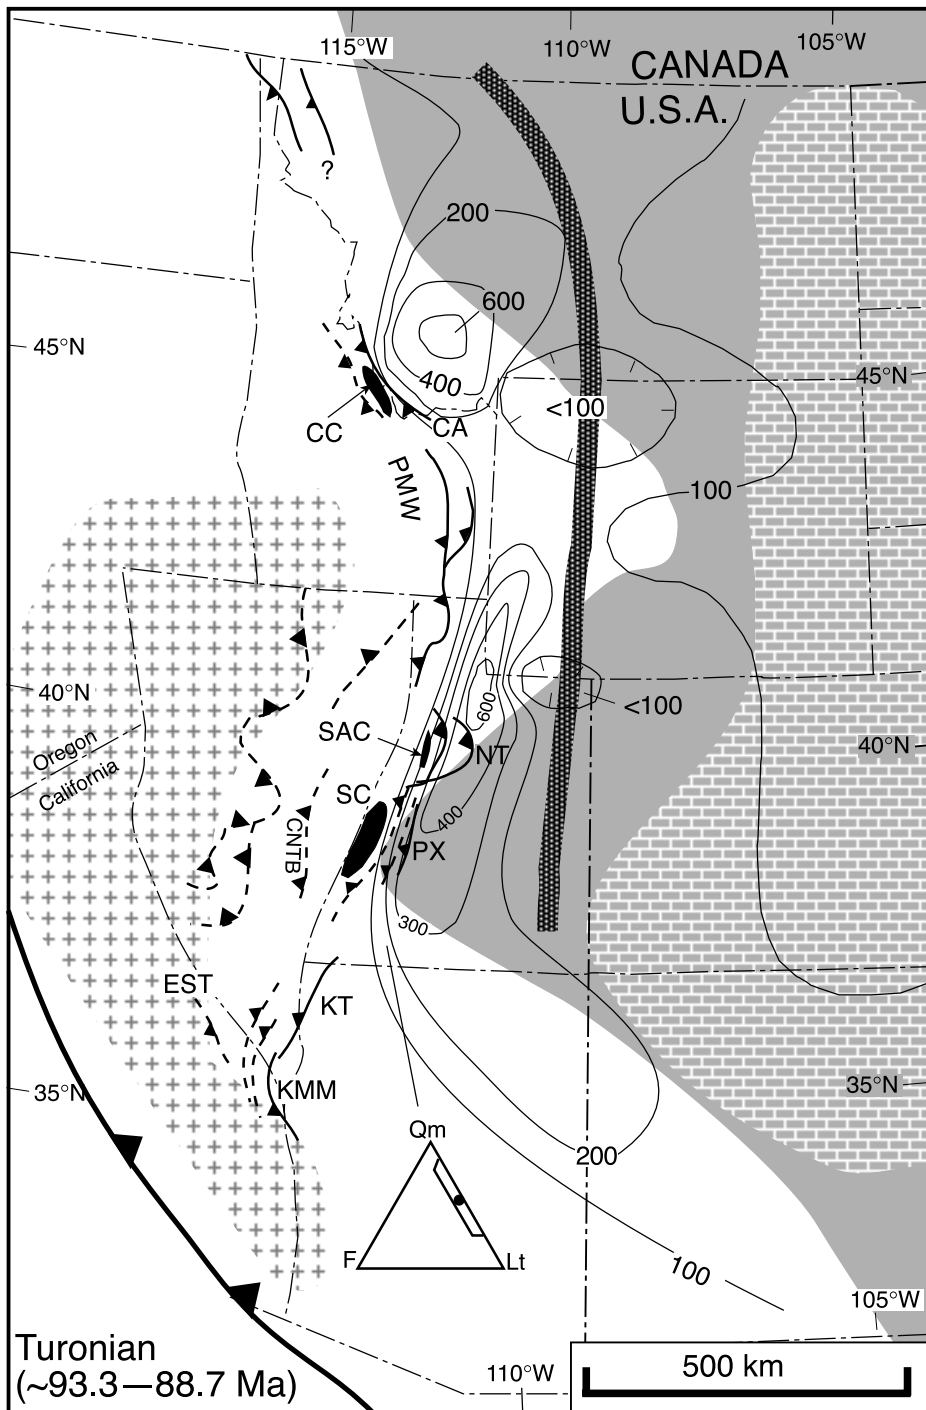 115°W
110°W
105°W
CANADA
U.S.A.
?
200
600
400
45°N
45°N
<100
CC
CA
PMW
100
40°N
600
<100
SAC
NT
40°N
Oregon
California
SC
CNTB
400
PX
300
EST
KT
35°N
KMM
35°N
Qm
200
F
Lt
100
105°W
Turonian
(~93.3—88.7 Ma)
110°W
500 km